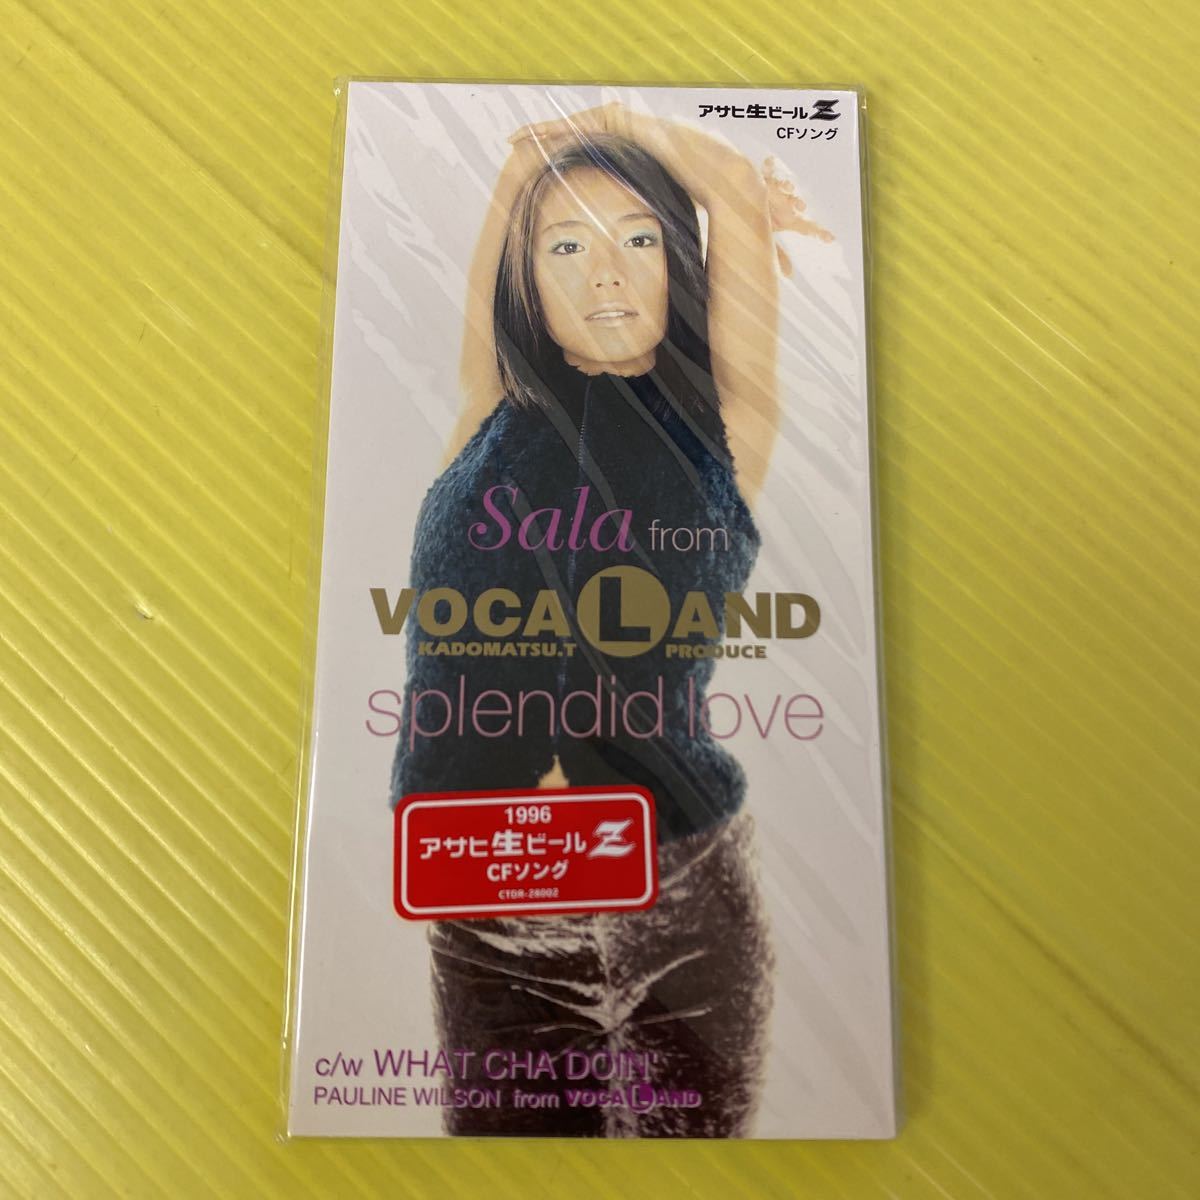 アサヒ生ビールZ
CFソング
Sala from
VOCALAND
KADOMATSU.T PRODUCE
splendid love
1996
アサヒ生ビールZ
CFソング
CTDR-28002
c/w WHAT CHA DOIN'
PAULINE WILSON from VOCALAND